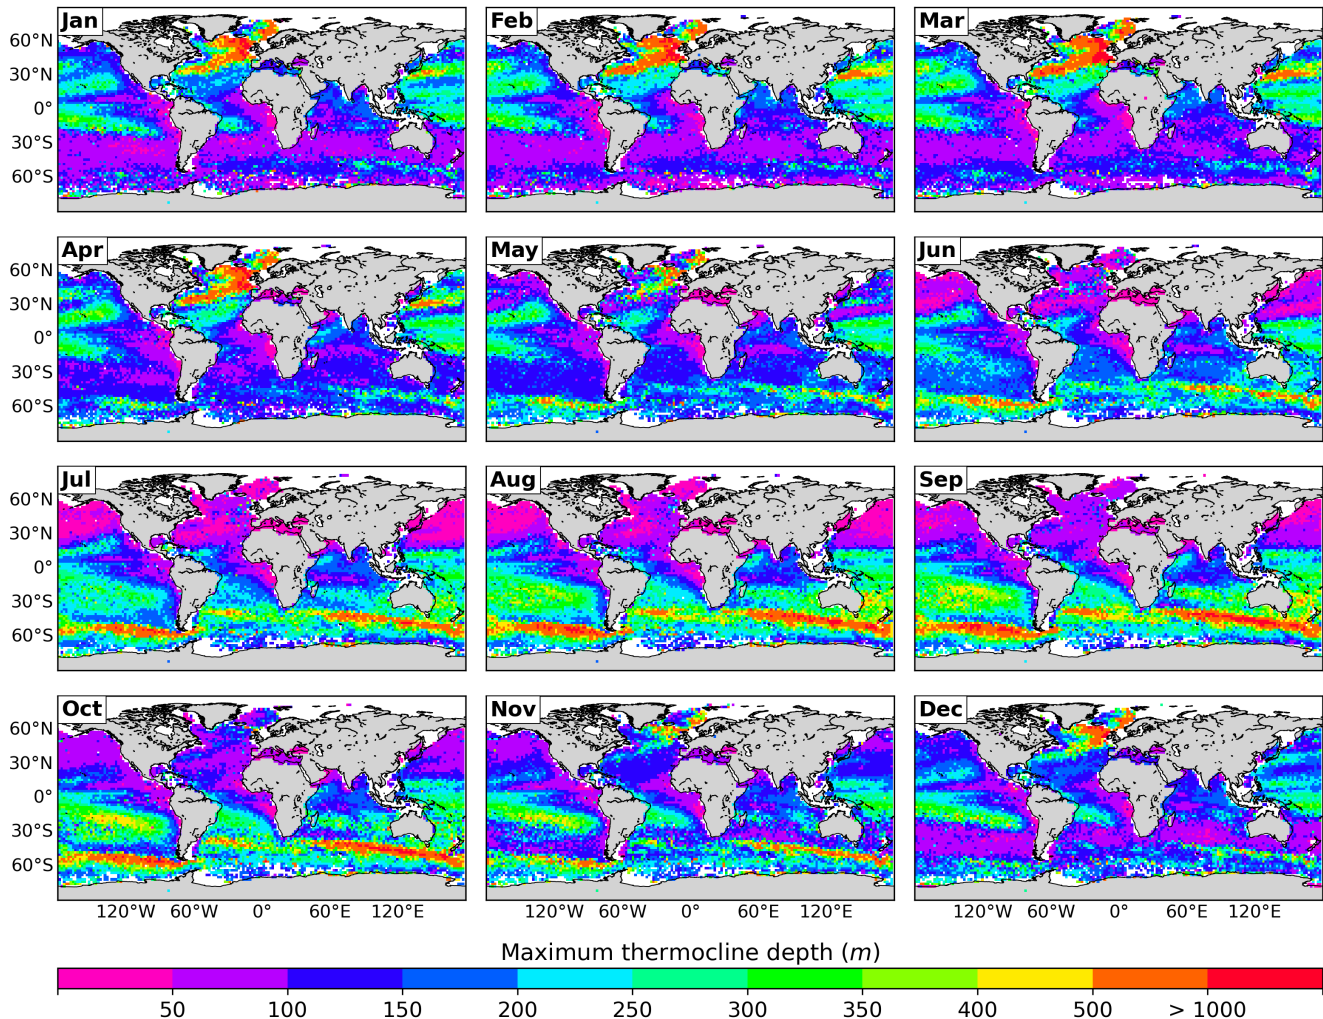 Jan Feb Mar
60°N
30°N
0°
30°S
60°S
Apr May Jun
60°N
30°N
0°
30°S
60°S
Jul Aug Sep
60°N
30°N
0°
30°S
60°S
Oct Nov Dec
60°N
30°N
0°
30°S
60°S
120°W 60°W 0° 60°E 120°E 120°W 60°W 0° 60°E 120°E 120°W 60°W 0° 60°E 120°E
Maximum thermocline depth (m)
50 100 150 200 250 300 350 400 500 > 1000